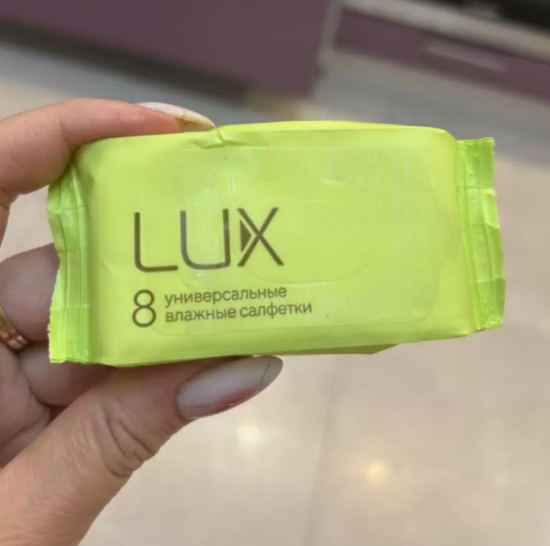 LUX
8 универсальные
влажные салфетки